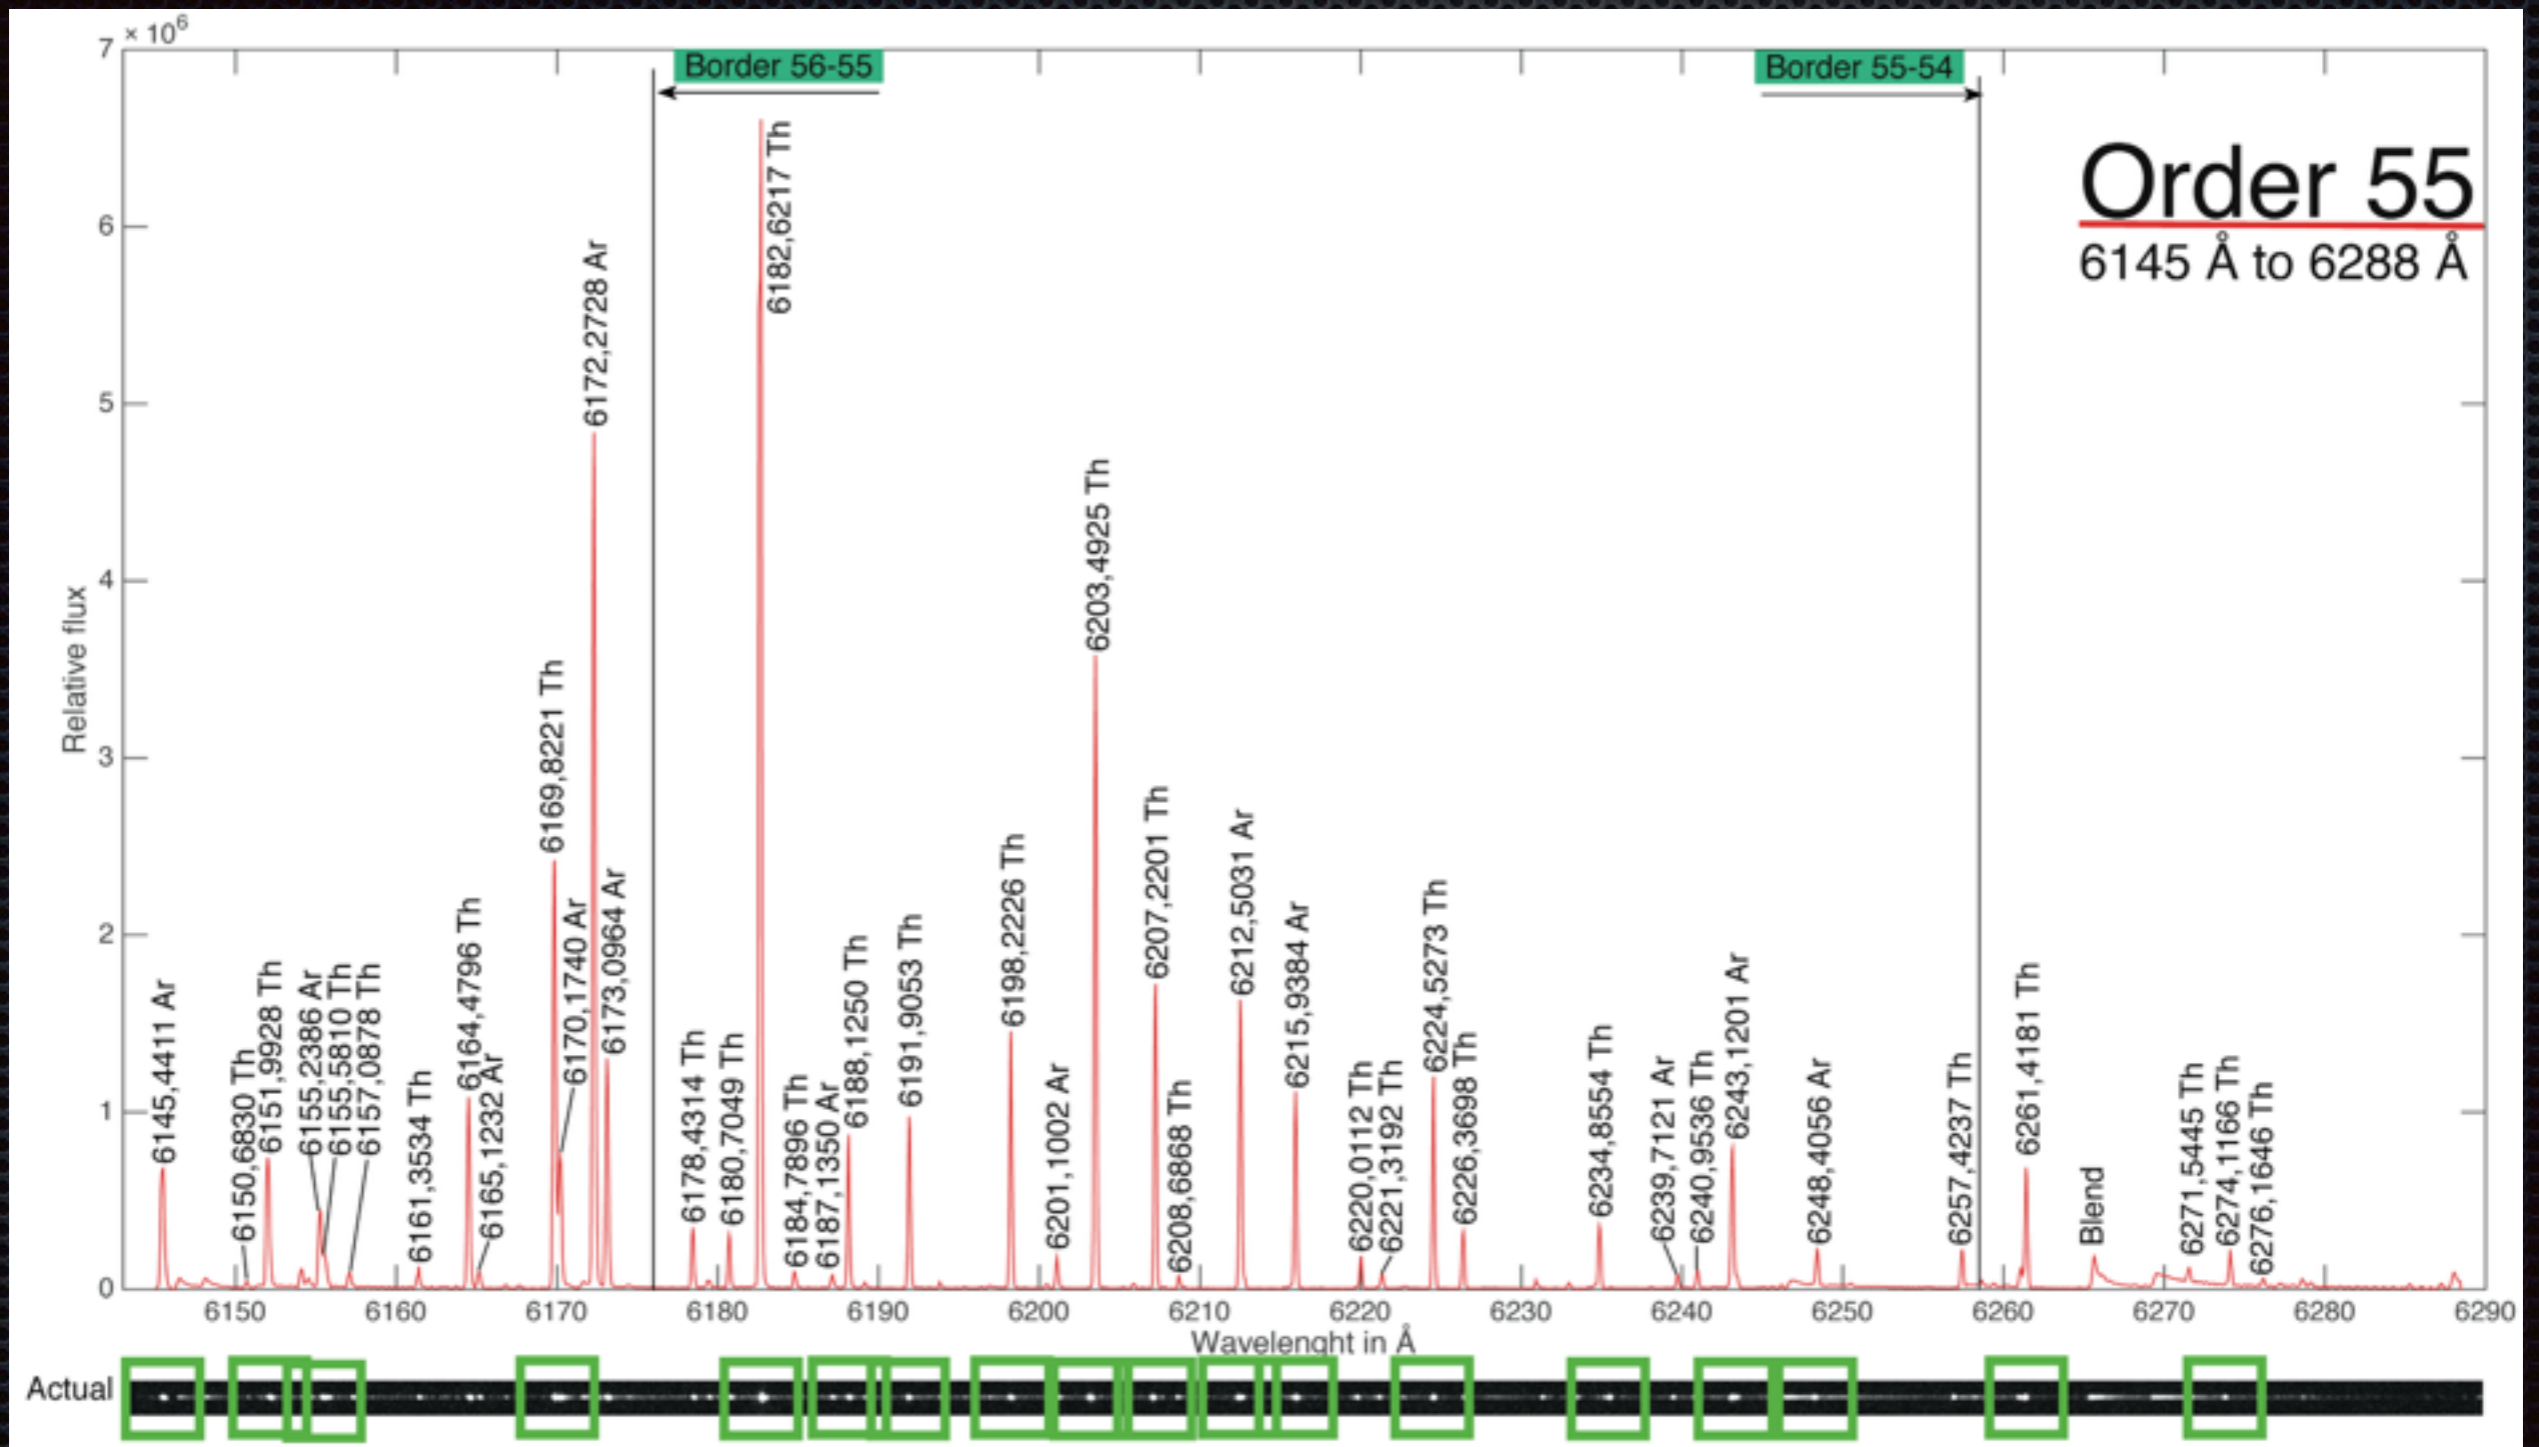 × 10⁶
Border 56-55
Border 55-54
Order 55
6145 Å to 6288 Å
7
6
5
4
3
2
1
0
Relative flux
6145,4411 Ar
6150,6830 Th
6151,9928 Th
6155,2386 Ar
6155,5810 Th
6157,0878 Th
6161,3534 Th
6164,4796 Th
6165,1232 Ar
6169,8221 Th
6170,1740 Ar
6172,2728 Ar
6173,0964 Ar
6178,4314 Th
6180,7049 Th
6182,6217 Th
6184,7896 Th
6187,1350 Ar
6188,1250 Th
6191,9053 Th
6198,2226 Th
6201,1002 Ar
6203,4925 Th
6207,2201 Th
6208,6868 Th
6212,5031 Ar
6215,9384 Ar
6220,0112 Th
6221,3192 Th
6224,5273 Th
6226,3698 Th
6234,8554 Th
6239,7121 Ar
6240,9536 Th
6243,1201 Ar
6248,4056 Ar
6257,4237 Th
6261,4181 Th
Blend
6271,5445 Th
6274,1166 Th
6276,1646 Th
6150 6160 6170 6180 6190 6200 6210 6220 6230 6240 6250 6260 6270 6280 6290
Wavelenght in Å
Actual